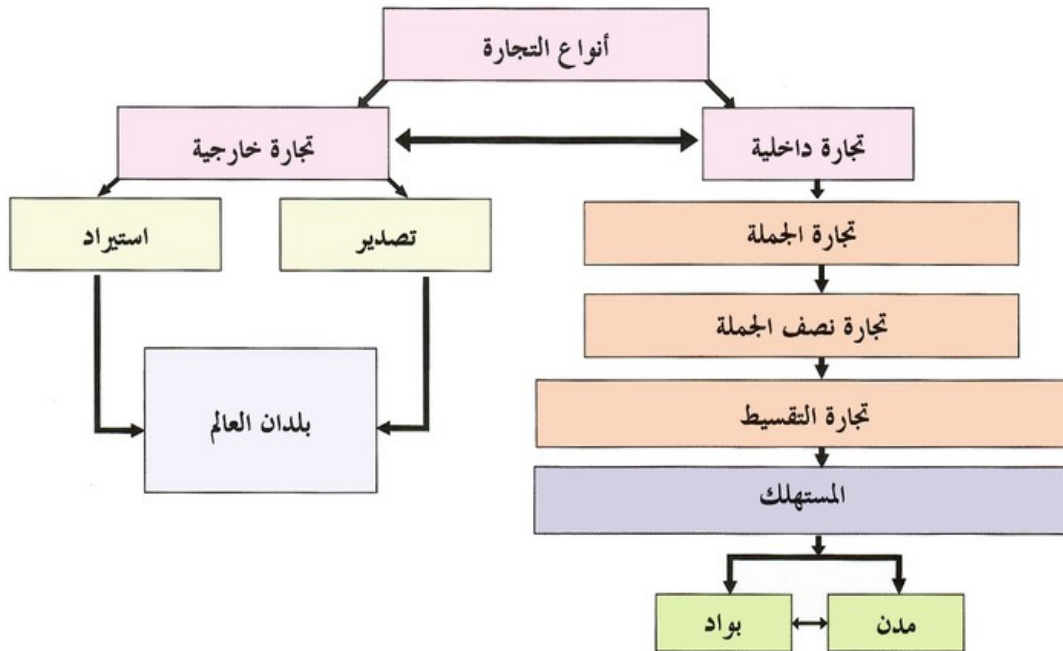 أنواع التجارة
تجارة داخلية
تجارة خارجية
تجارة الجملة
تصدير
استيراد
تجارة نصف الجملة
تجارة التقسيط
بلدان العالم
المستهلك
مدن
بواد